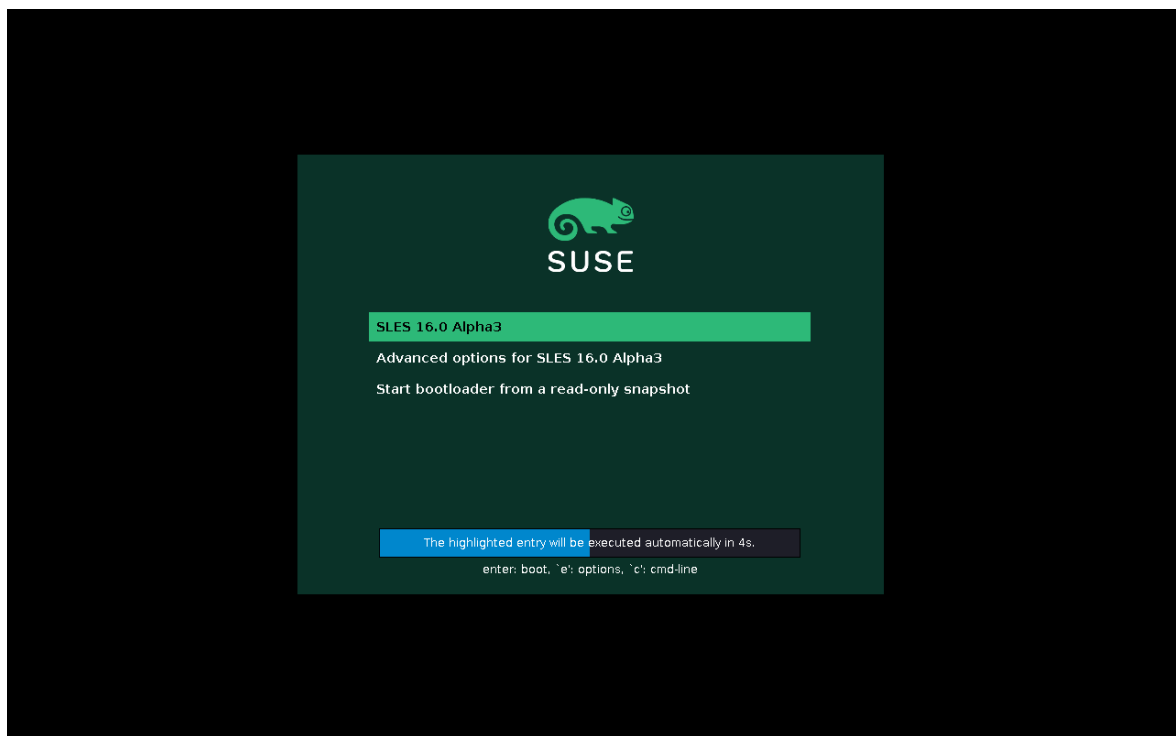 SUSE
SLES 16.0 Alpha3
Advanced options for SLES 16.0 Alpha3
Start bootloader from a read-only snapshot
The highlighted entry will be executed automatically in 4s.
enter: boot, `e': options, `c': cmd-line